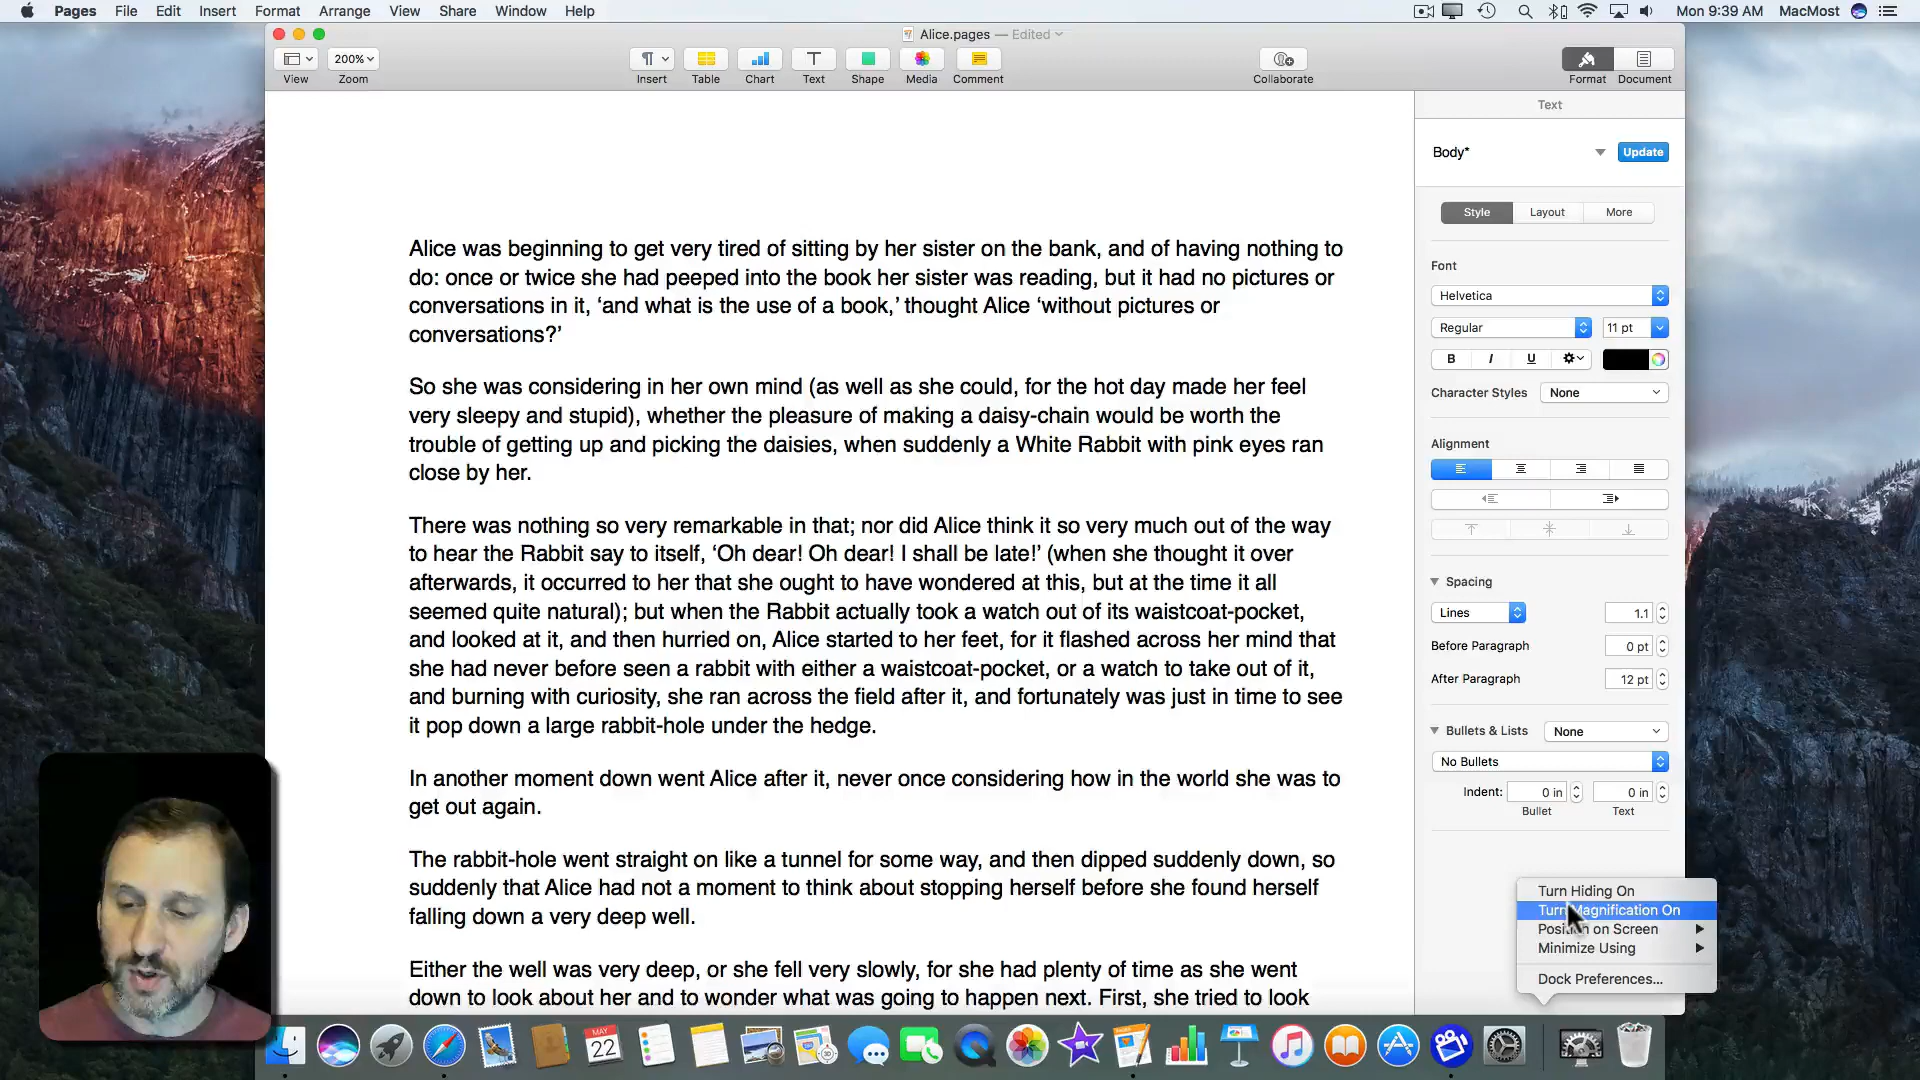 Pages File Edit Insert Format Arrange View Share Window Help
Mon 9:39 AM MacMost
Alice.pages — Edited
200%
View Zoom Insert Table Chart Text Shape Media Comment Collaborate Format Document
Text
Body* Update
Style Layout More
Font
Helvetica
Regular 11 pt
B I U
Character Styles None
Alignment
Spacing
Lines 1.1
Before Paragraph 0 pt
After Paragraph 12 pt
Bullets & Lists None
No Bullets
Indent: 0 in 0 in
Bullet Text
Alice was beginning to get very tired of sitting by her sister on the bank, and of having nothing to
do: once or twice she had peeped into the book her sister was reading, but it had no pictures or
conversations in it, ‘and what is the use of a book,’ thought Alice ‘without pictures or
conversations?’
So she was considering in her own mind (as well as she could, for the hot day made her feel
very sleepy and stupid), whether the pleasure of making a daisy-chain would be worth the
trouble of getting up and picking the daisies, when suddenly a White Rabbit with pink eyes ran
close by her.
There was nothing so very remarkable in that; nor did Alice think it so very much out of the way
to hear the Rabbit say to itself, ‘Oh dear! Oh dear! I shall be late!’ (when she thought it over
afterwards, it occurred to her that she ought to have wondered at this, but at the time it all
seemed quite natural); but when the Rabbit actually took a watch out of its waistcoat-pocket,
and looked at it, and then hurried on, Alice started to her feet, for it flashed across her mind that
she had never before seen a rabbit with either a waistcoat-pocket, or a watch to take out of it,
and burning with curiosity, she ran across the field after it, and fortunately was just in time to see
it pop down a large rabbit-hole under the hedge.
In another moment down went Alice after it, never once considering how in the world she was to
get out again.
The rabbit-hole went straight on like a tunnel for some way, and then dipped suddenly down, so
suddenly that Alice had not a moment to think about stopping herself before she found herself
falling down a very deep well.
Either the well was very deep, or she fell very slowly, for she had plenty of time as she went
down to look about her and to wonder what was going to happen next. First, she tried to look
Turn Hiding On
Turn Magnification On
Position on Screen
Minimize Using
Dock Preferences...
MAY
22